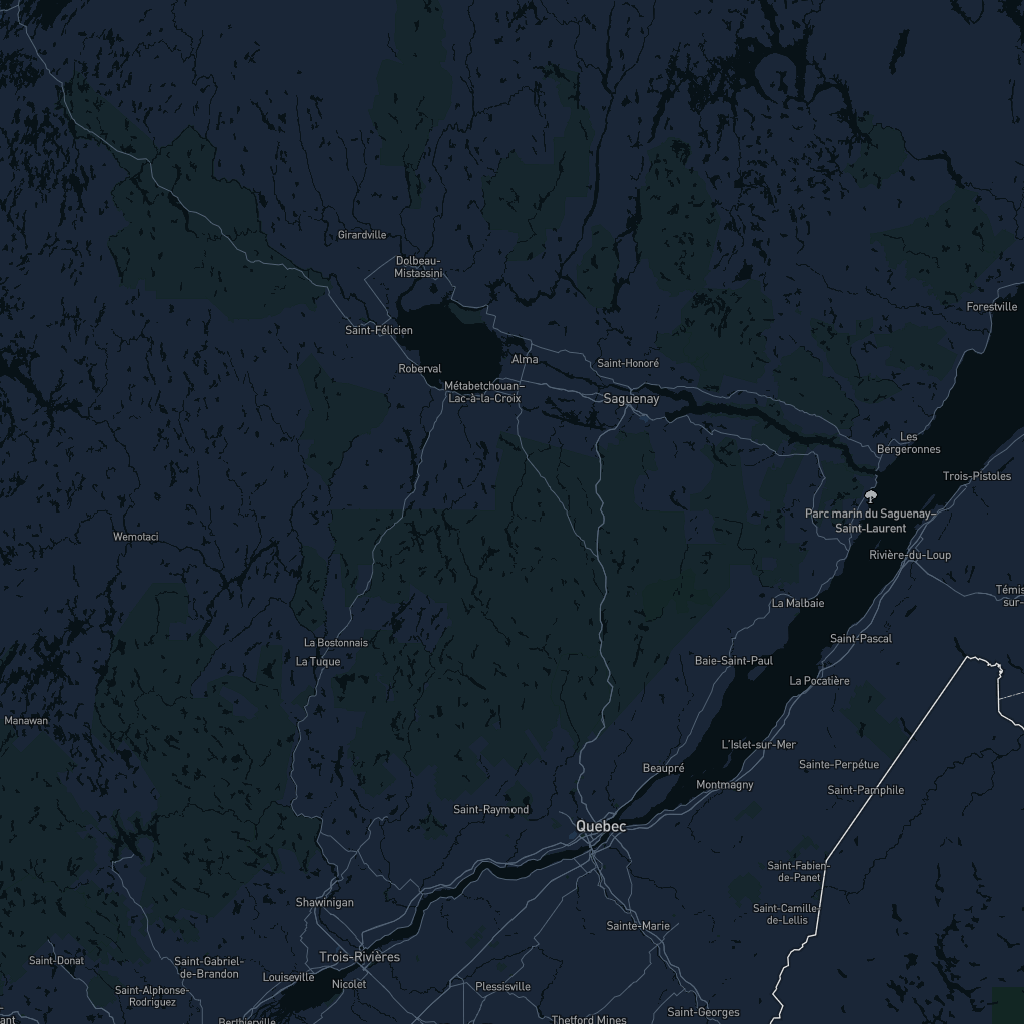 Girardville
Dolbeau-
Mistassini
Forestville
Saint-Félicien
Alma
Saint-Honoré
Roberval
Métabetchouan–
Lac-à-la-Croix
Saguenay
Les
Bergeronnes
Trois-Pistoles
Parc marin du Saguenay–
Saint-Laurent
Wemotaci
Rivière-du-Loup
Témis
sur-
La Malbaie
Saint-Pascal
La Bostonnais
La Tuque
Baie-Saint-Paul
La Pocatière
Manawan
L'Islet-sur-Mer
Sainte-Perpétue
Beaupré
Montmagny
Saint-Pamphile
Saint-Raymond
Quebec
Saint-Fabien-
de-Panet
Shawinigan
Saint-Camille-
de-Lellis
Sainte-Marie
Trois-Rivières
Saint-Donat
Saint-Gabriel-
de-Brandon
Louiseville
Nicolet
Plessisville
Saint-Alphonse-
Rodriguez
Saint-Georges
ant
Berthierville
Thetford Mines